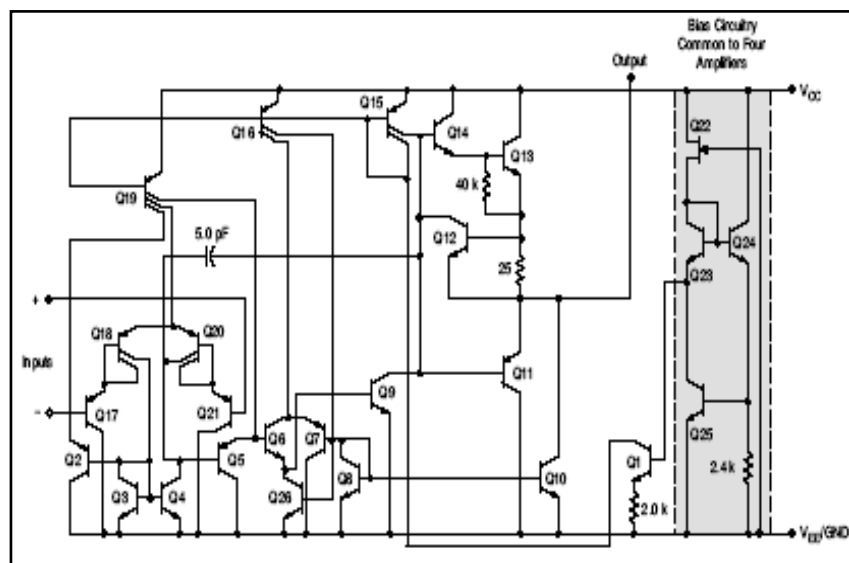 Bias Circuitry
Common to Four
Amplifiers
Output
VCC
Q15
Q16
Q14
Q13
Q22
40 k
Q19
5.0 pF
Q12
Q24
Q23
25
+
Q18
Q20
Inputs
Q9
Q11
-
Q17
Q21
Q25
Q2
Q5
Q6
Q7
Q1
Q3
Q4
Q8
Q10
2.4 k
Q26
2.0 k
VEE/GND